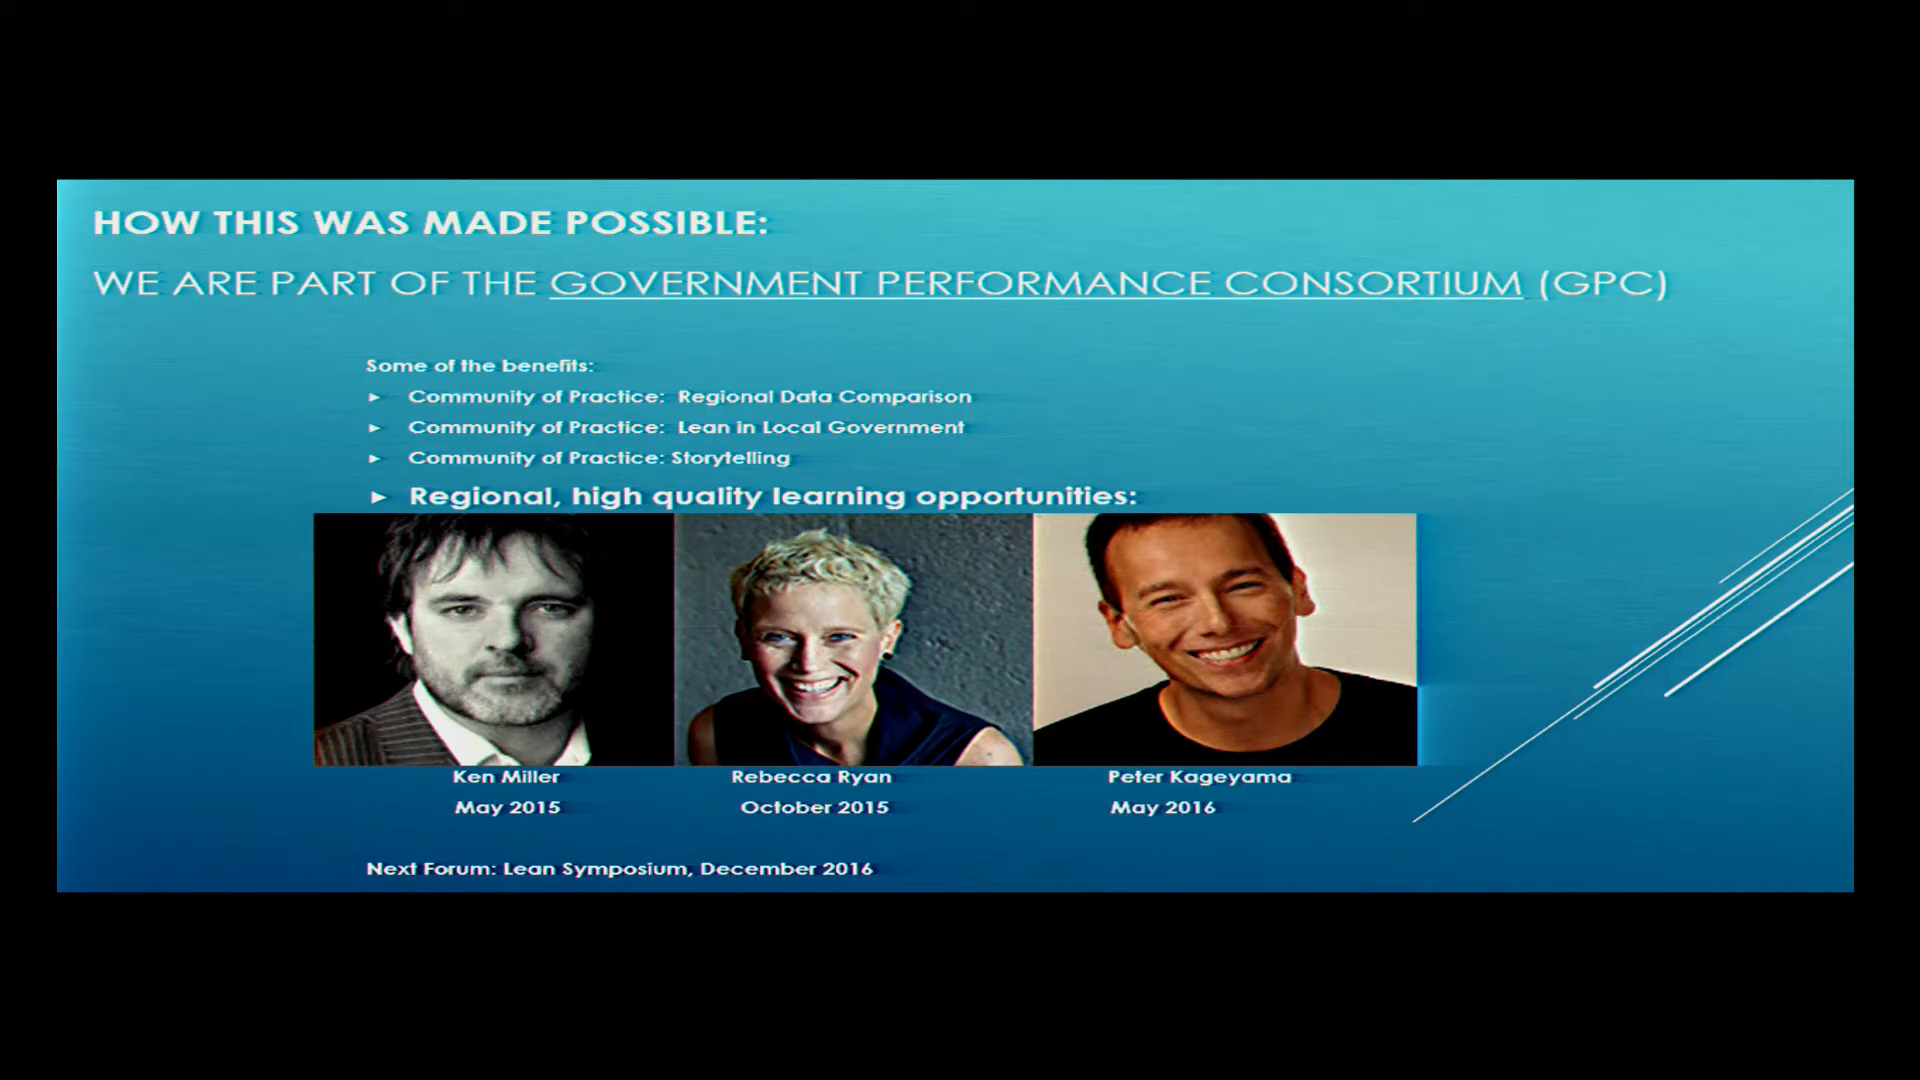 HOW THIS WAS MADE POSSIBLE:
WE ARE PART OF THE GOVERNMENT PERFORMANCE CONSORTIUM (GPC)
Some of the benefits:
Community of Practice: Regional Data Comparison
Community of Practice: Lean in Local Government
Community of Practice: Storytelling
Regional, high quality learning opportunities:
Ken Miller Rebecca Ryan Peter Kageyama
May 2015 October 2015 May 2016
Next Forum: Lean Symposium, December 2016